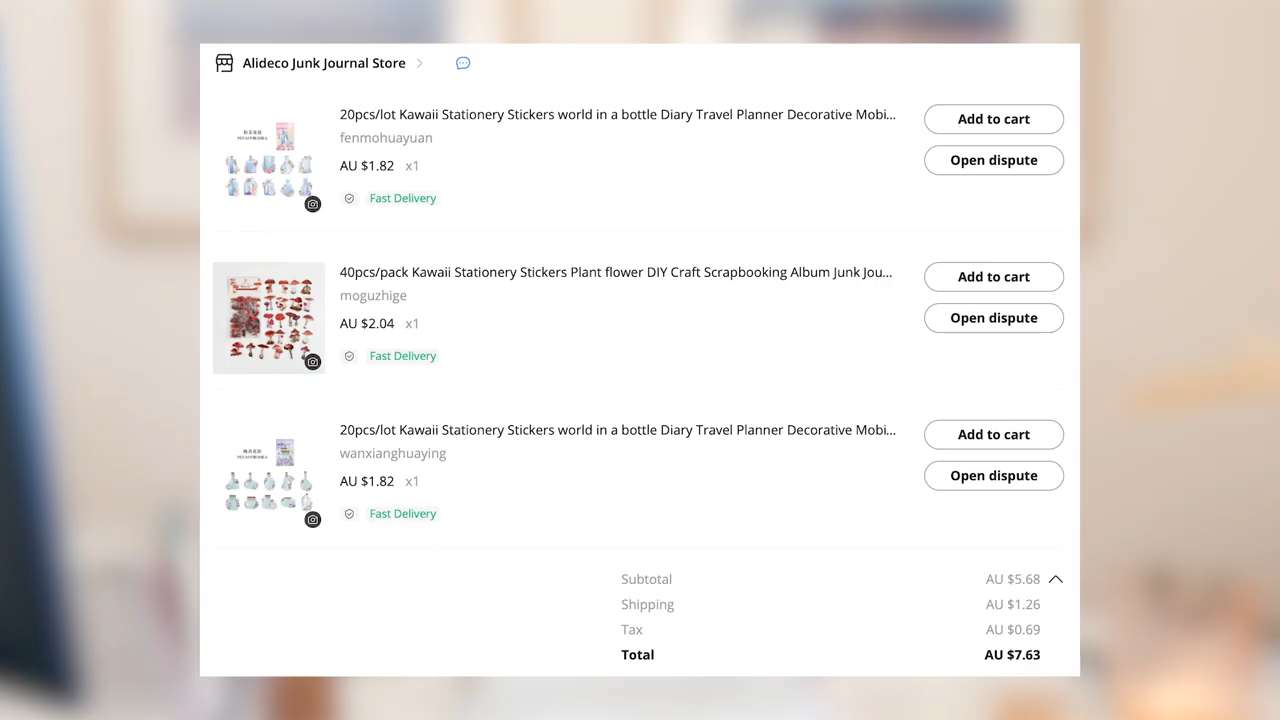 Alideco Junk Journal Store
20pcs/lot Kawaii Stationery Stickers world in a bottle Diary Travel Planner Decorative Mobi...
fenmohuayuan
AU $1.82 x1
Fast Delivery
Add to cart
Open dispute
40pcs/pack Kawaii Stationery Stickers Plant flower DIY Craft Scrapbooking Album Junk Jou...
moguzhige
AU $2.04 x1
Fast Delivery
Add to cart
Open dispute
20pcs/lot Kawaii Stationery Stickers world in a bottle Diary Travel Planner Decorative Mobi...
wanxianghuaying
AU $1.82 x1
Fast Delivery
Add to cart
Open dispute
Subtotal AU $5.68
Shipping AU $1.26
Tax AU $0.69
Total AU $7.63